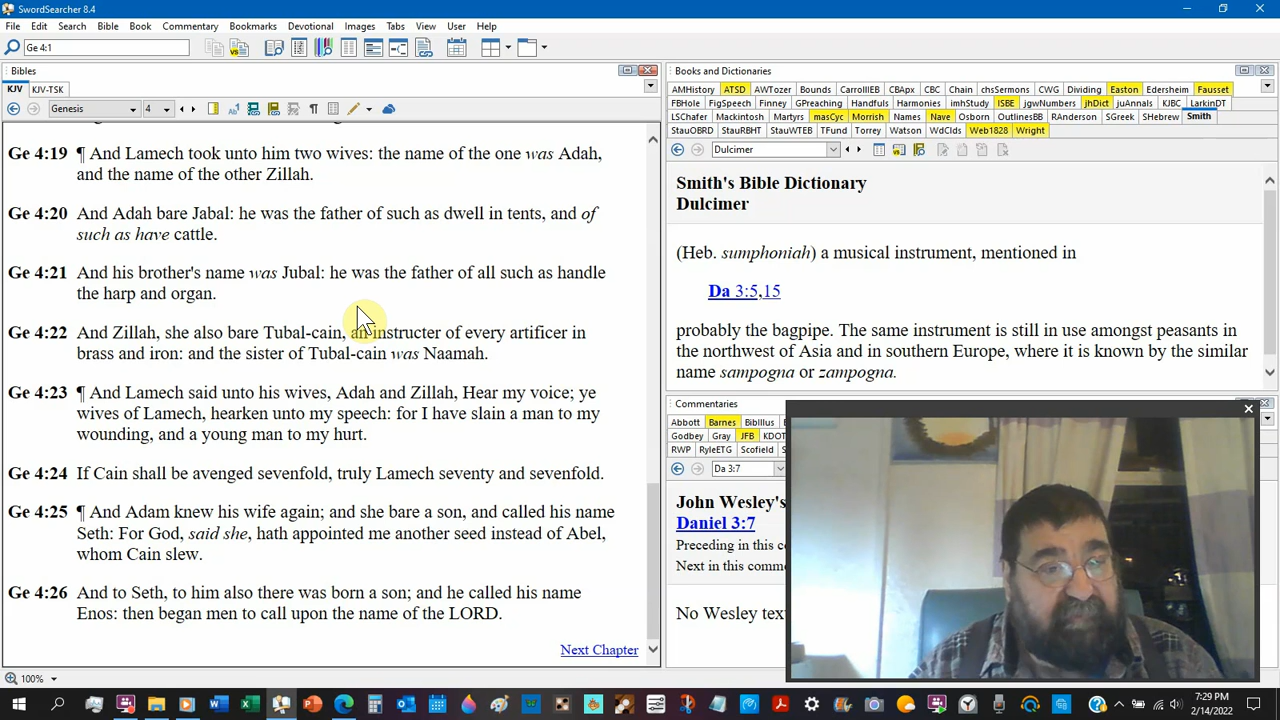 SwordSearcher 8.4
File Edit Search Bible Book Commentary Bookmarks Devotional Images Tabs View User Help
Ge 4:1
Bibles
KJV KJV-TSK
Genesis 4
Ge 4:19 ¶ And Lamech took unto him two wives: the name of the one was Adah,
and the name of the other Zillah.
Ge 4:20 And Adah bare Jabal: he was the father of such as dwell in tents, and of
such as have cattle.
Ge 4:21 And his brother's name was Jubal: he was the father of all such as handle
the harp and organ.
Ge 4:22 And Zillah, she also bare Tubal-cain, an instructer of every artificer in
brass and iron: and the sister of Tubal-cain was Naamah.
Ge 4:23 ¶ And Lamech said unto his wives, Adah and Zillah, Hear my voice; ye
wives of Lamech, hearken unto my speech: for I have slain a man to my
wounding, and a young man to my hurt.
Ge 4:24 If Cain shall be avenged sevenfold, truly Lamech seventy and sevenfold.
Ge 4:25 ¶ And Adam knew his wife again; and she bare a son, and called his name
Seth: For God, said she, hath appointed me another seed instead of Abel,
whom Cain slew.
Ge 4:26 And to Seth, to him also there was born a son; and he called his name
Enos: then began men to call upon the name of the LORD.
Next Chapter
100%
Books and Dictionaries
AMHistory ATSD AWTozer Bounds CarrollIEB CBApx CBC Chain chsSermons CWG Dividing Easton Edersheim Fausset
FBHole FigSpeech Finney GPreaching Handfuls Harmonies imhStudy ISBE jgwNumbers jhDict juAnnals KJBC LarkinDT
LSChafer Mackintosh Martyrs masCyc Morrish Names Nave Osborn OutlinesBB RAnderson SGreek SHebrew Smith
StauOBRD StauRBHT StauWTEB TFund Torrey Watson WdClds Web1828 Wright
Dulcimer
Smith's Bible Dictionary
Dulcimer
(Heb. sumphoniah) a musical instrument, mentioned in
Da 3:5,15
probably the bagpipe. The same instrument is still in use amongst peasants in
the northwest of Asia and in southern Europe, where it is known by the similar
name sampogna or zampogna.
Commentaries
Abbott Barnes BibIllus
Godbey Gray JFB KDOT
RWP RyleETG Scofield
Da 3:7
John Wesley's
Daniel 3:7
Preceding in this
Next in this
No Wesley
7:29 PM
2/14/2022